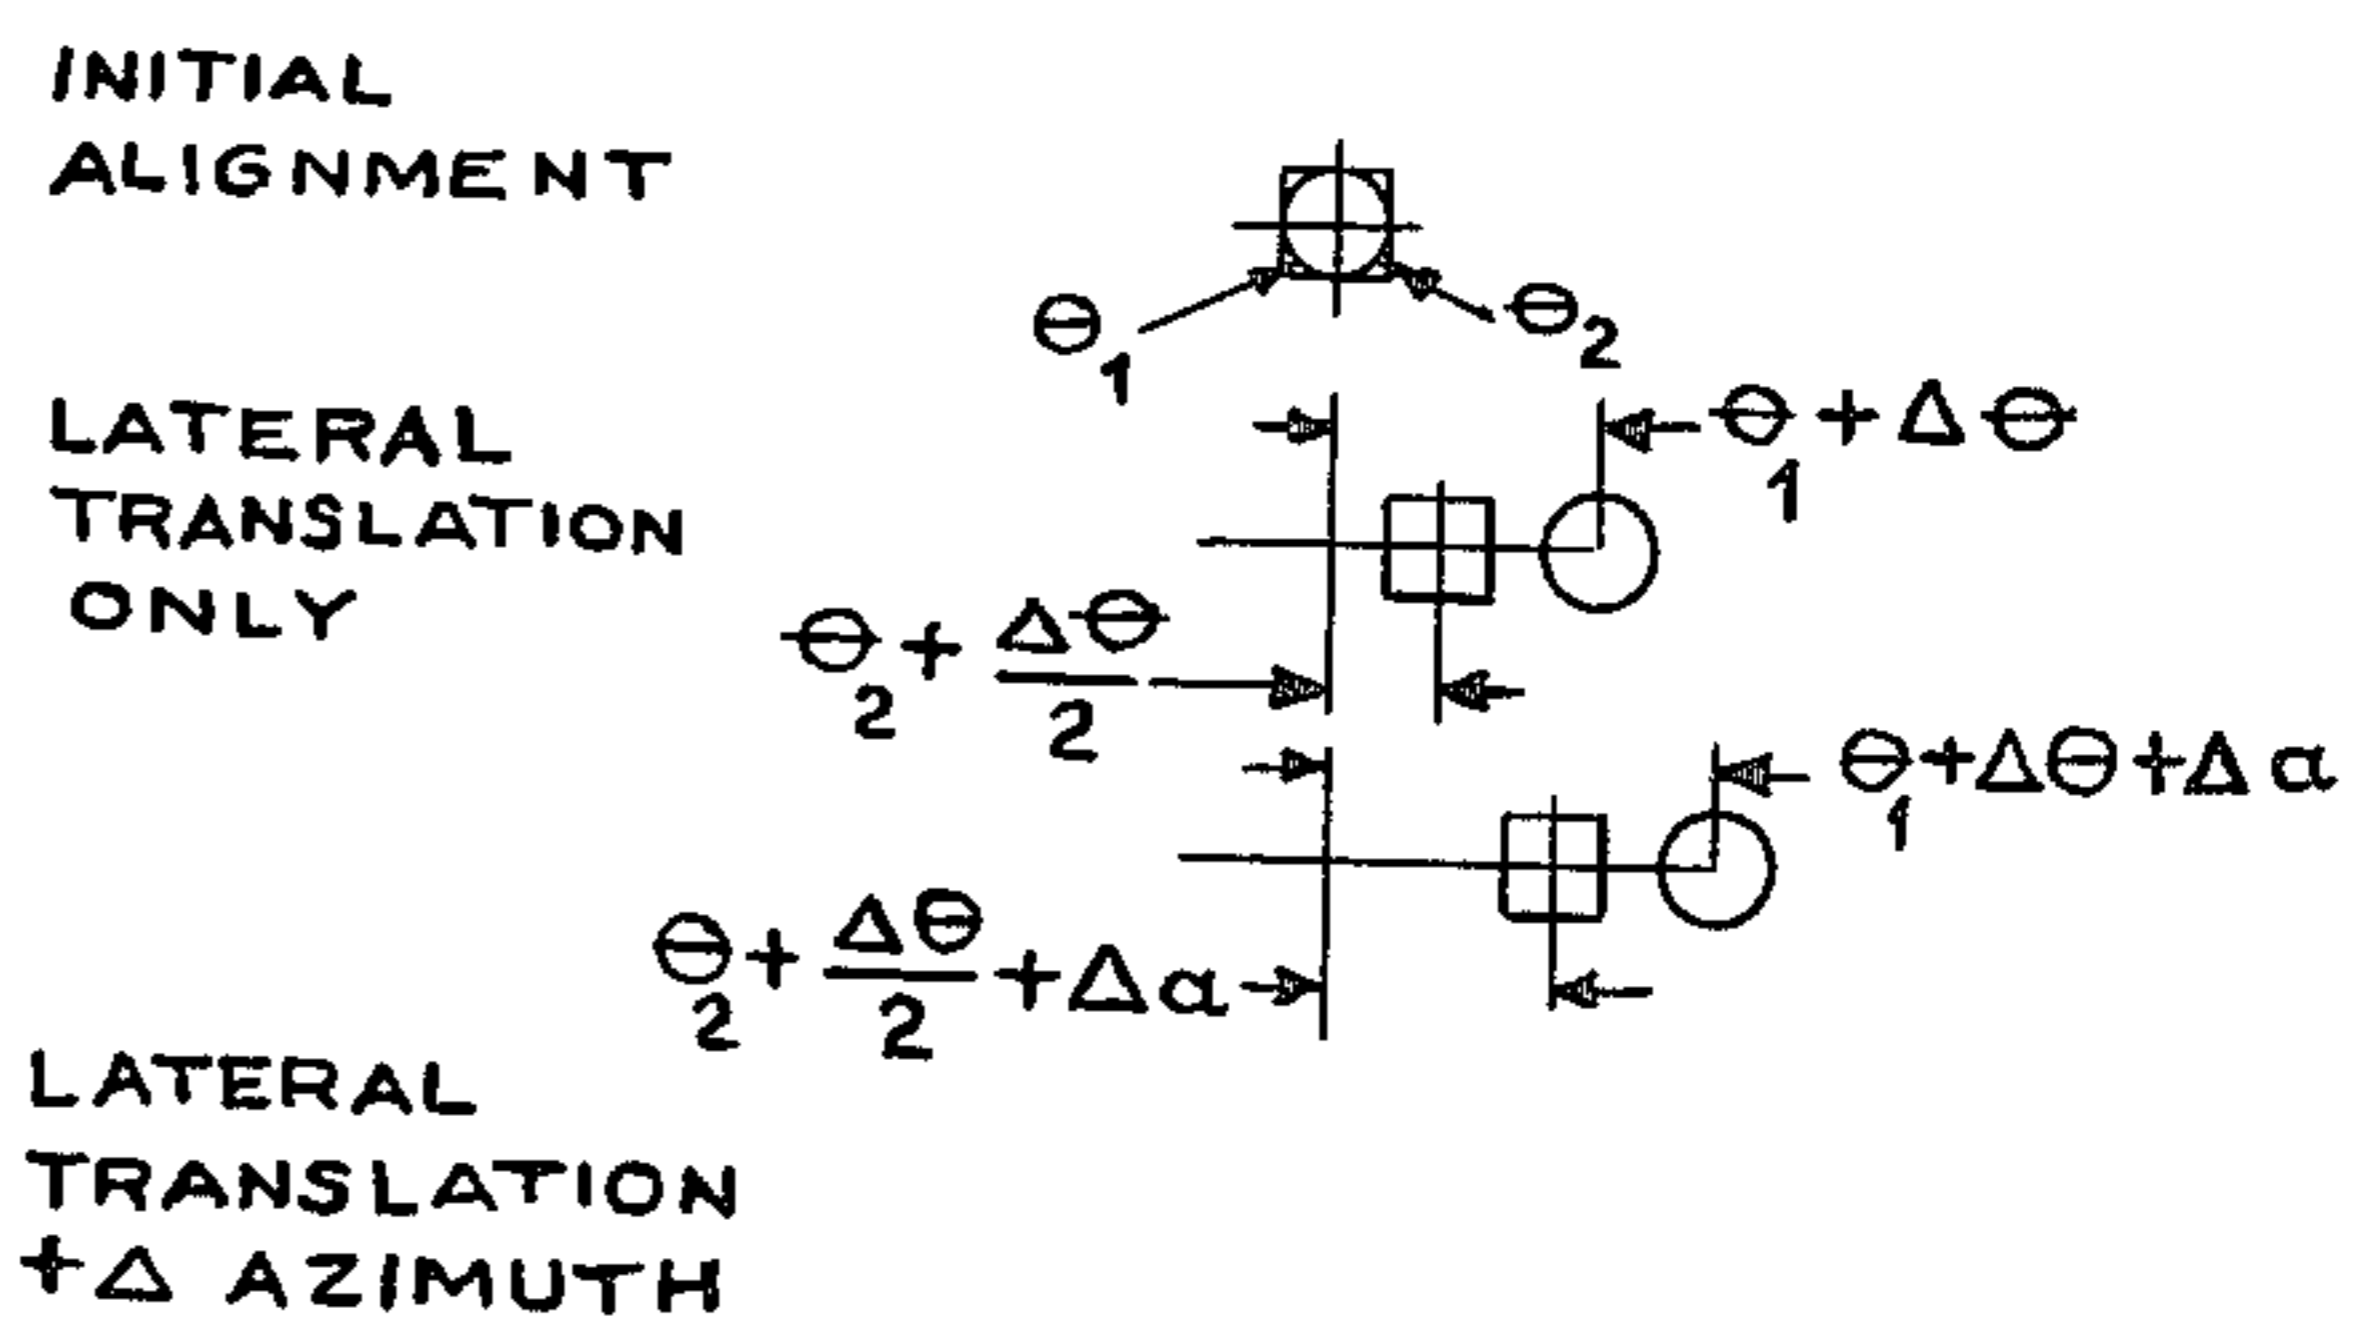 INITIAL
ALIGNMENT
Θ₁
Θ₂
LATERAL
TRANSLATION
ONLY
Θ₁ + ΔΘ
Θ₂ + ΔΘ/2
Θ₁ + ΔΘ + Δα
Θ₂ + ΔΘ/2 + Δα
LATERAL
TRANSLATION
+ Δ AZIMUTH